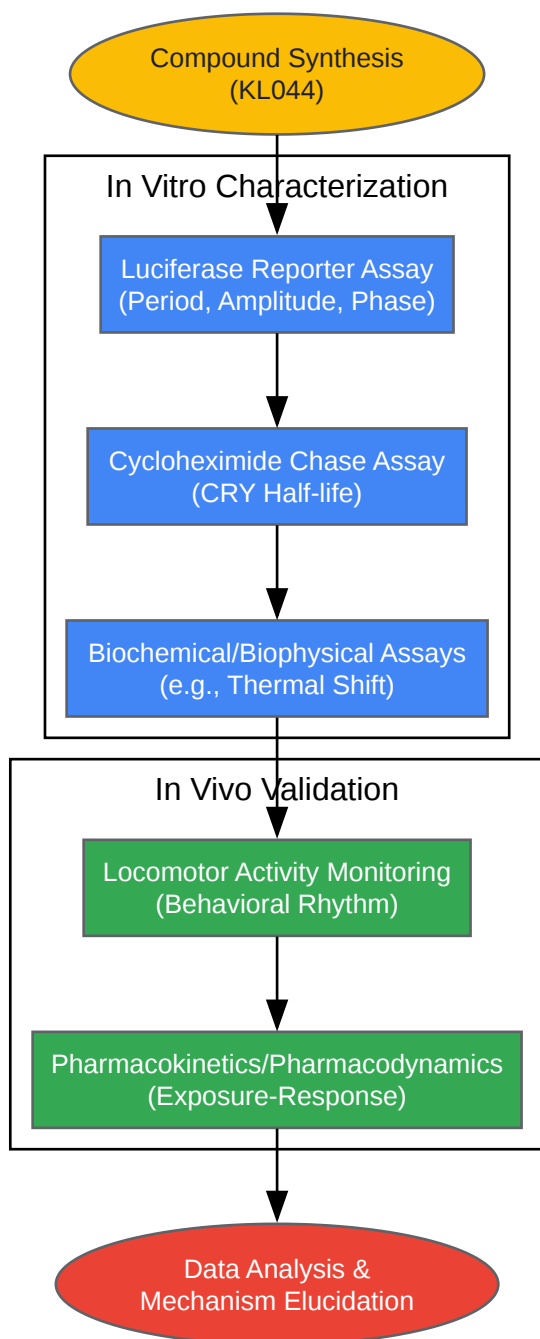 Compound Synthesis
(KL044)
In Vitro Characterization
Luciferase Reporter Assay
(Period, Amplitude, Phase)
Cycloheximide Chase Assay
(CRY Half-life)
Biochemical/Biophysical Assays
(e.g., Thermal Shift)
In Vivo Validation
Locomotor Activity Monitoring
(Behavioral Rhythm)
Pharmacokinetics/Pharmacodynamics
(Exposure-Response)
Data Analysis &
Mechanism Elucidation